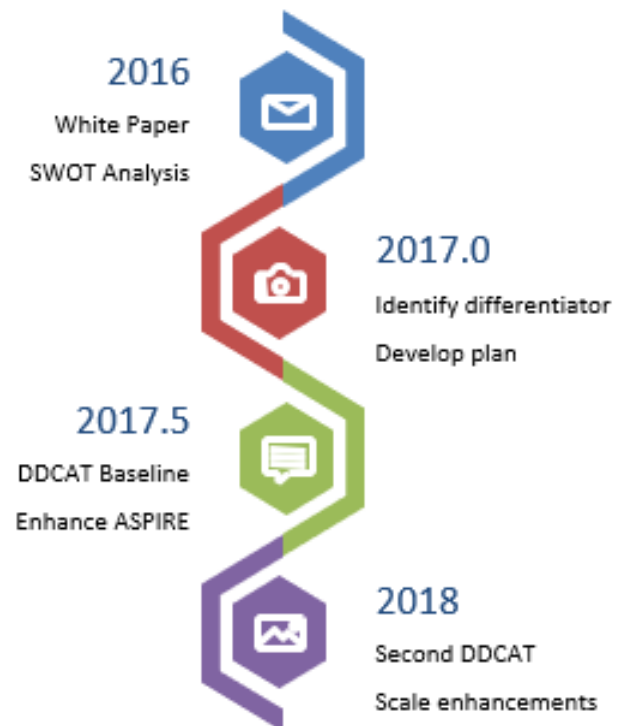 2016
White Paper
SWOT Analysis
2017.0
Identify differentiator
Develop plan
2017.5
DDCAT Baseline
Enhance ASPIRE
2018
Second DDCAT
Scale enhancements